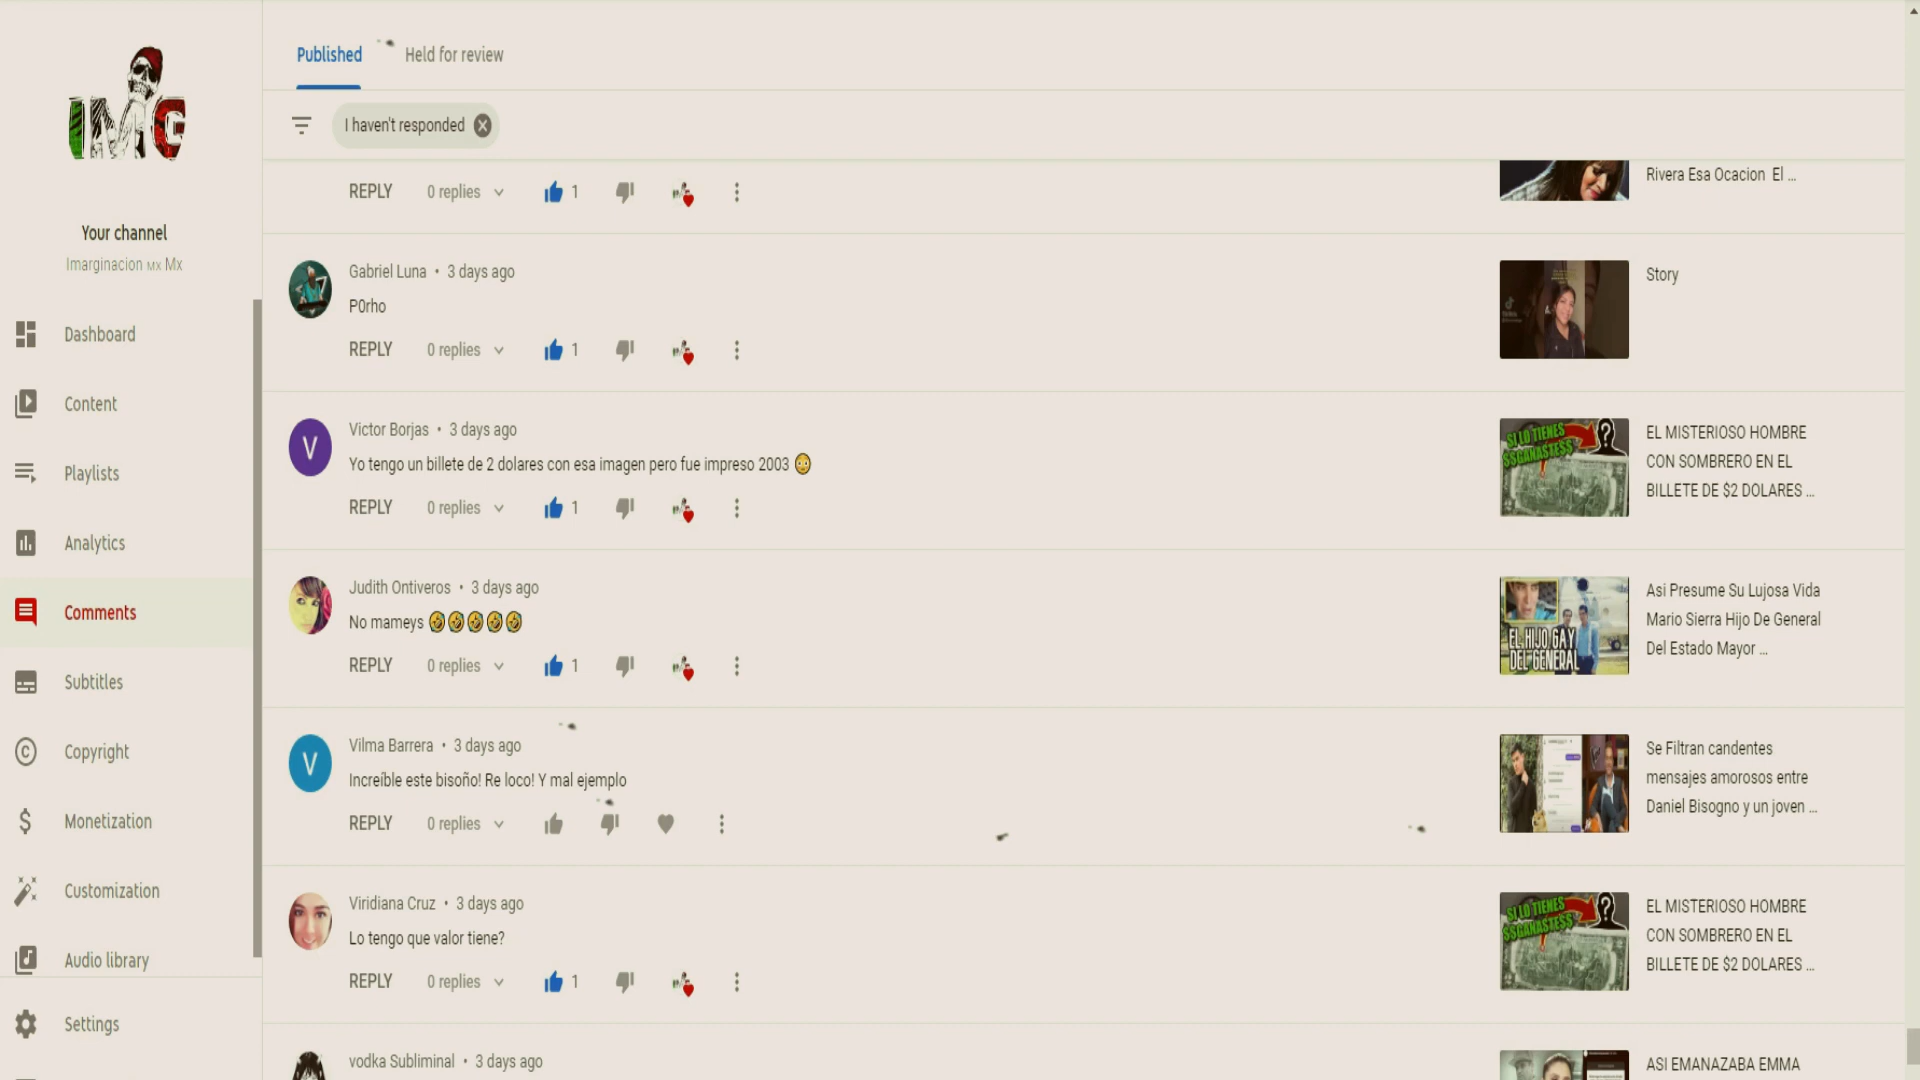 IMG
Your channel
Imarginacion MX Mx
Dashboard
Content
Playlists
Analytics
Comments
Subtitles
Copyright
Monetization
Customization
Audio library
Settings
Published
Held for review
I haven't responded
REPLY 0 replies 1
Rivera Esa Ocacion El ...
Gabriel Luna • 3 days ago
P0rho
REPLY 0 replies 1
Story
Victor Borjas • 3 days ago
Yo tengo un billete de 2 dolares con esa imagen pero fue impreso 2003 😳
REPLY 0 replies 1
SI LO TIENES
$$GANASTE$$
EL MISTERIOSO HOMBRE
CON SOMBRERO EN EL
BILLETE DE $2 DOLARES ...
Judith Ontiveros • 3 days ago
No mameys 🤣🤣🤣🤣🤣
REPLY 0 replies 1
EL HIJO GAY
DEL GENERAL
Asi Presume Su Lujosa Vida
Mario Sierra Hijo De General
Del Estado Mayor ...
V
Vilma Barrera • 3 days ago
Increíble este bisoño! Re loco! Y mal ejemplo
REPLY 0 replies
Se Filtran candentes
mensajes amorosos entre
Daniel Bisogno y un joven ...
Viridiana Cruz • 3 days ago
Lo tengo que valor tiene?
REPLY 0 replies 1
SI LO TIENES
$$GANASTE$$
EL MISTERIOSO HOMBRE
CON SOMBRERO EN EL
BILLETE DE $2 DOLARES ...
vodka Subliminal • 3 days ago
ASI EMANAZABA EMMA